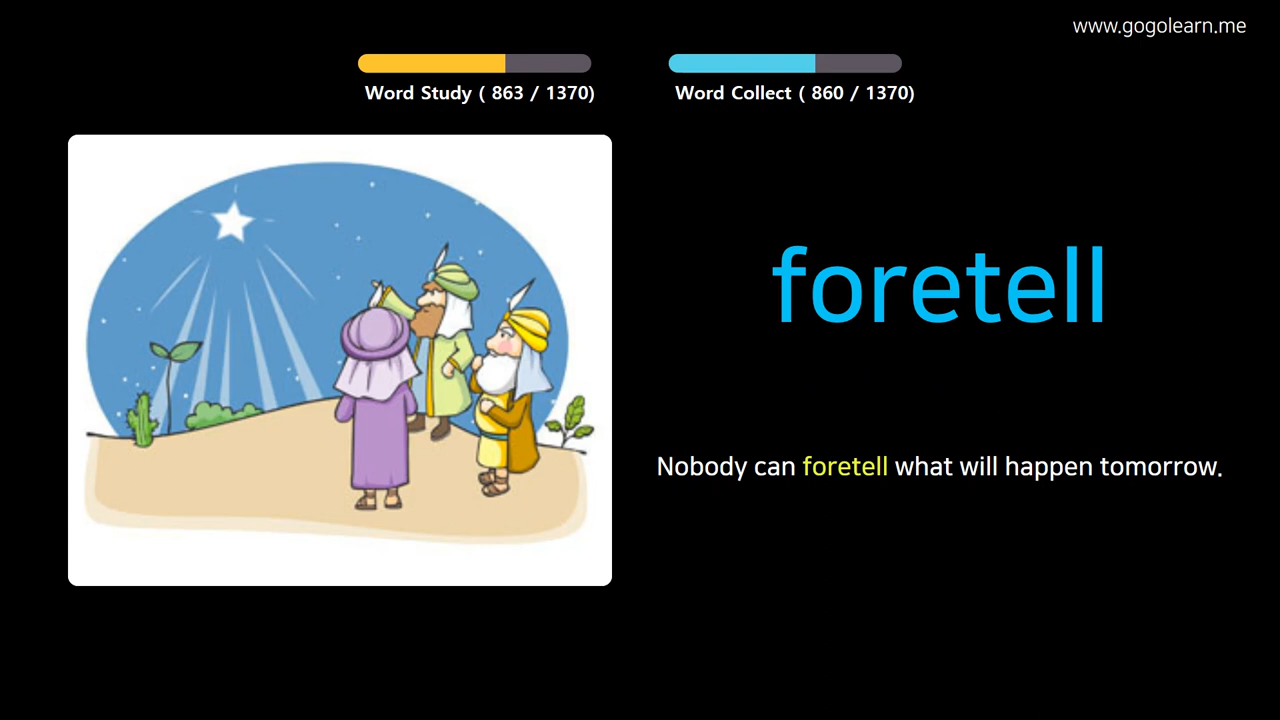 www.gogolearn.me
Word Study ( 863 / 1370)
Word Collect ( 860 / 1370)
foretell
Nobody can foretell what will happen tomorrow.